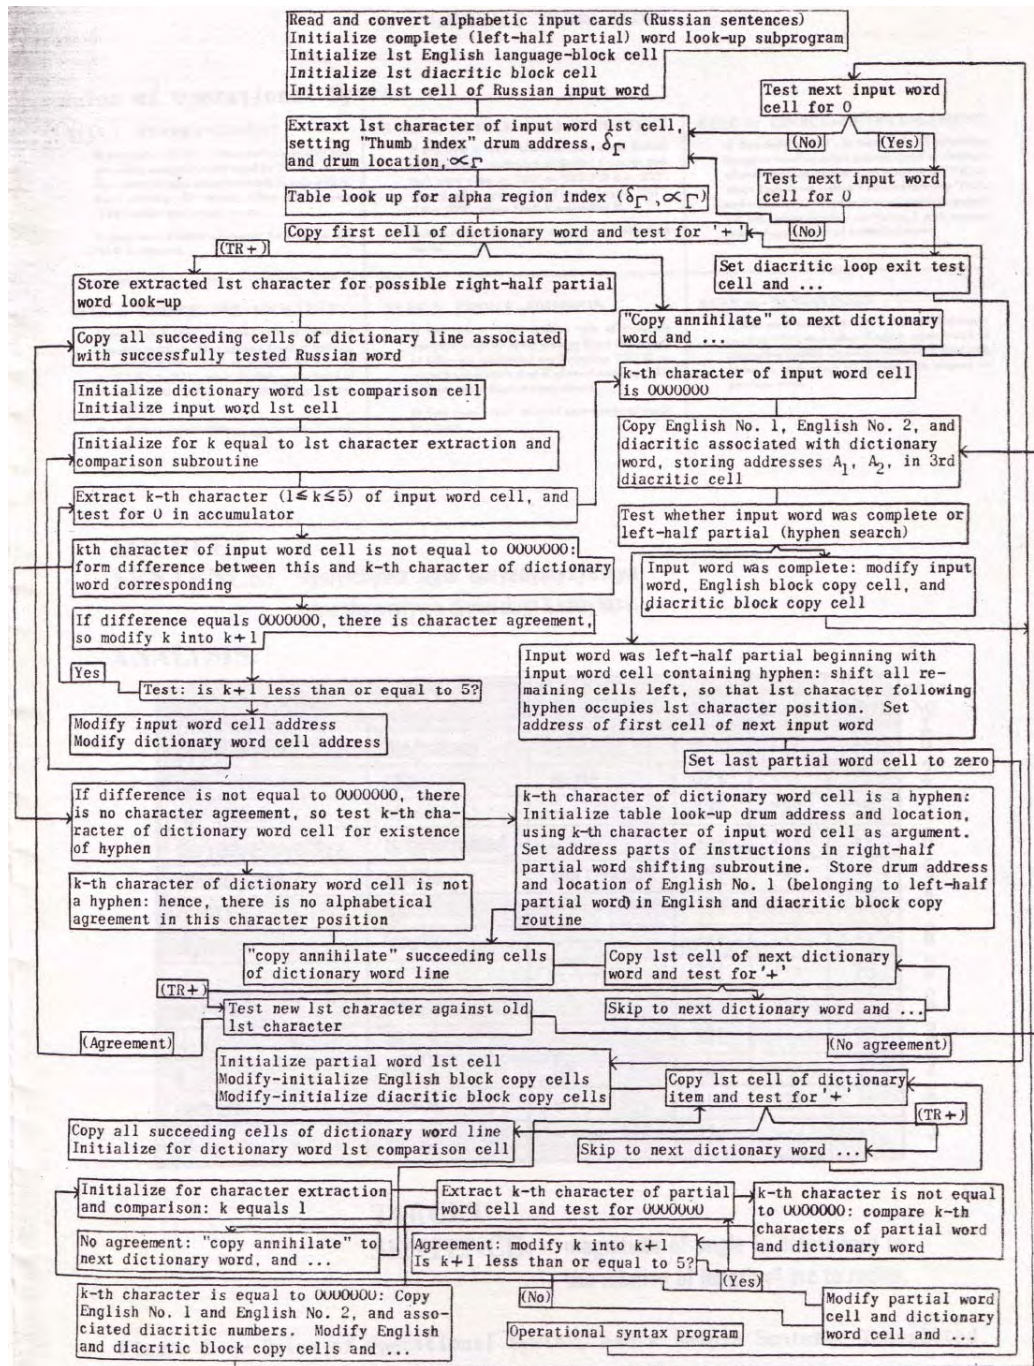 Read and convert alphabetic input cards (Russian sentences)
Initialize complete (left-half partial) word look-up subprogram
Initialize 1st English language-block cell
Initialize 1st diacritic block cell
Initialize 1st cell of Russian input word
Test next input word
cell for 0
Extraxt 1st character of input word 1st cell,
setting "Thumb Index" drum address, δΓ
and drum location, ∝Γ
(No)
(Yes)
Test next input word
cell for 0
Table look up for alpha region index (δΓ ,∝Γ)
(No)
Copy first cell of dictionary word and test for '+'
(TR+)
Set diacritic loop exit test
cell and ...
Store extracted 1st character for possible right-half partial
word look-up
"Copy annihilate" to next dictionary
word and ...
Copy all succeeding cells of dictionary line associated
with successfully tested Russian word
k-th character of input word cell
is 0000000
Initialize dictionary word 1st comparison cell
Initialize input word 1st cell
Copy English No. 1, English No. 2, and
diacritic associated with dictionary
word, storing addresses A1, A2, in 3rd
diacritic cell
Initialize for k equal to 1st character extraction and
comparison subroutine
Extract k-th character (1≤k≤5) of input word cell, and
test for 0 in accumulator
Test whether input word was complete or
left-half partial (hyphen search)
kth character of input word cell is not equal to 0000000:
form difference between this and k-th character of dictionary
word corresponding
Input word was complete: modify input
word, English block copy cell, and
diacritic block copy cell
If difference equals 0000000, there is character agreement,
so modify k into k+1
Yes
Test: is k+1 less than or equal to 5?
Input word was left-half partial beginning with
input word cell containing hyphen: shift all re-
maining cells left, so that 1st character following
hyphen occupies 1st character position. Set
address of first cell of next input word
Modify input word cell address
Modify dictionary word cell address
Set last partial word cell to zero
If difference is not equal to 0000000, there
is no character agreement, so test k-th cha-
racter of dictionary word cell for existence
of hyphen
k-th character of dictionary word cell is a hyphen:
Initialize table look-up drum address and location,
using k-th character of input word cell as argument.
Set address parts of instructions in right-half
partial word shifting subroutine. Store drum address
and location of English No. 1 (belonging to left-half
partial word) in English and diacritic block copy
routine
k-th character of dictionary word cell is not
a hyphen: hence, there is no alphabetical
agreement in this character position
"copy annihilate" succeeding cells
of dictionary word line
Copy 1st cell of next dictionary
word and test for '+'
(TR+)
Test new 1st character against old
1st character
Skip to next dictionary word and ...
(Agreement)
(No agreement)
Initialize partial word 1st cell
Modify-initialize English block copy cells
Modify-initialize diacritic block copy cells
Copy 1st cell of dictionary
item and test for '+'
(TR+)
Copy all succeeding cells of dictionary word line
Initialize for dictionary word 1st comparison cell
Skip to next dictionary word ...
Initialize for character extraction
and comparison: k equals 1
Extract k-th character of partial
word cell and test for 0000000
k-th character is not equal
to 0000000: compare k-th
characters of partial word
and dictionary word
No agreement: "copy annihilate" to
next dictionary word, and ...
Agreement: modify k into k+1
Is k+1 less than or equal to 5?
(Yes)
(No)
k-th character is equal to 0000000: Copy
English No. 1 and English No. 2, and asso-
ciated diacritic numbers. Modify English
and diacritic block copy cells and ...
Modify partial word
cell and dictionary
word cell and ...
Operational syntax program